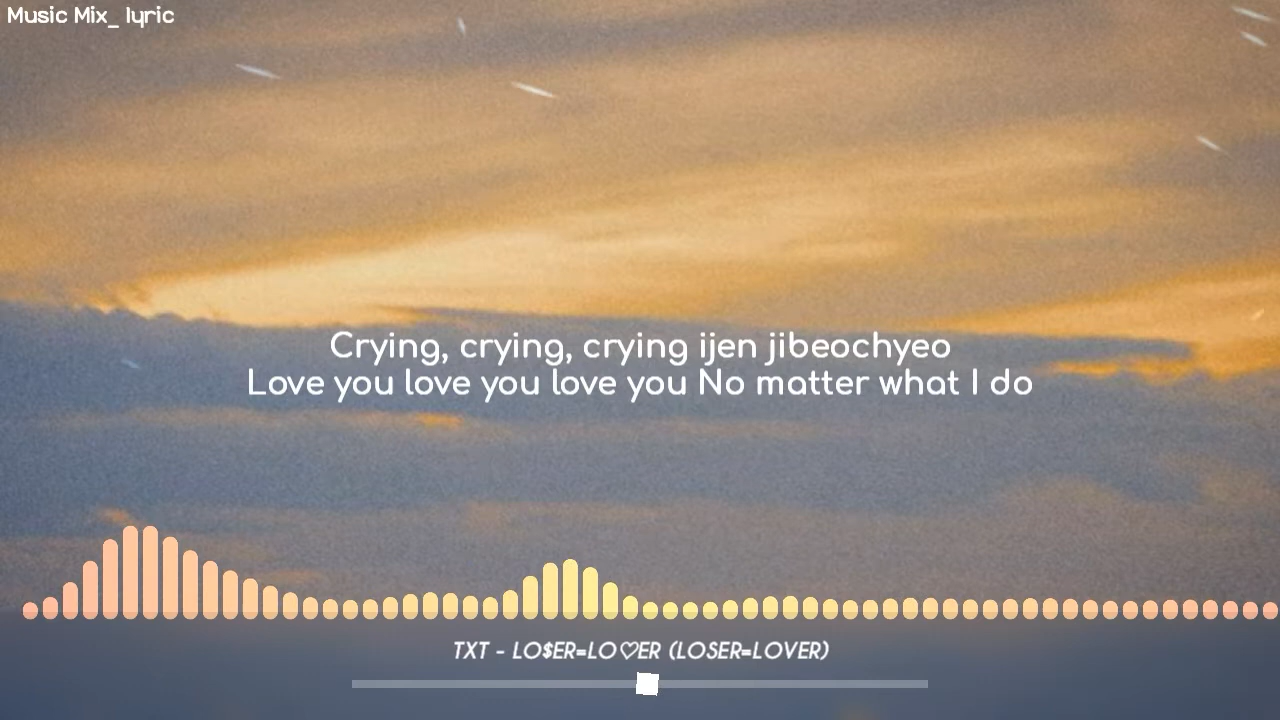 Music Mix_ lyric
Crying, crying, crying ijen jibeochyeo
Love you love you love you No matter what I do
TXT - LO$ER=LO♡ER (LOSER=LOVER)